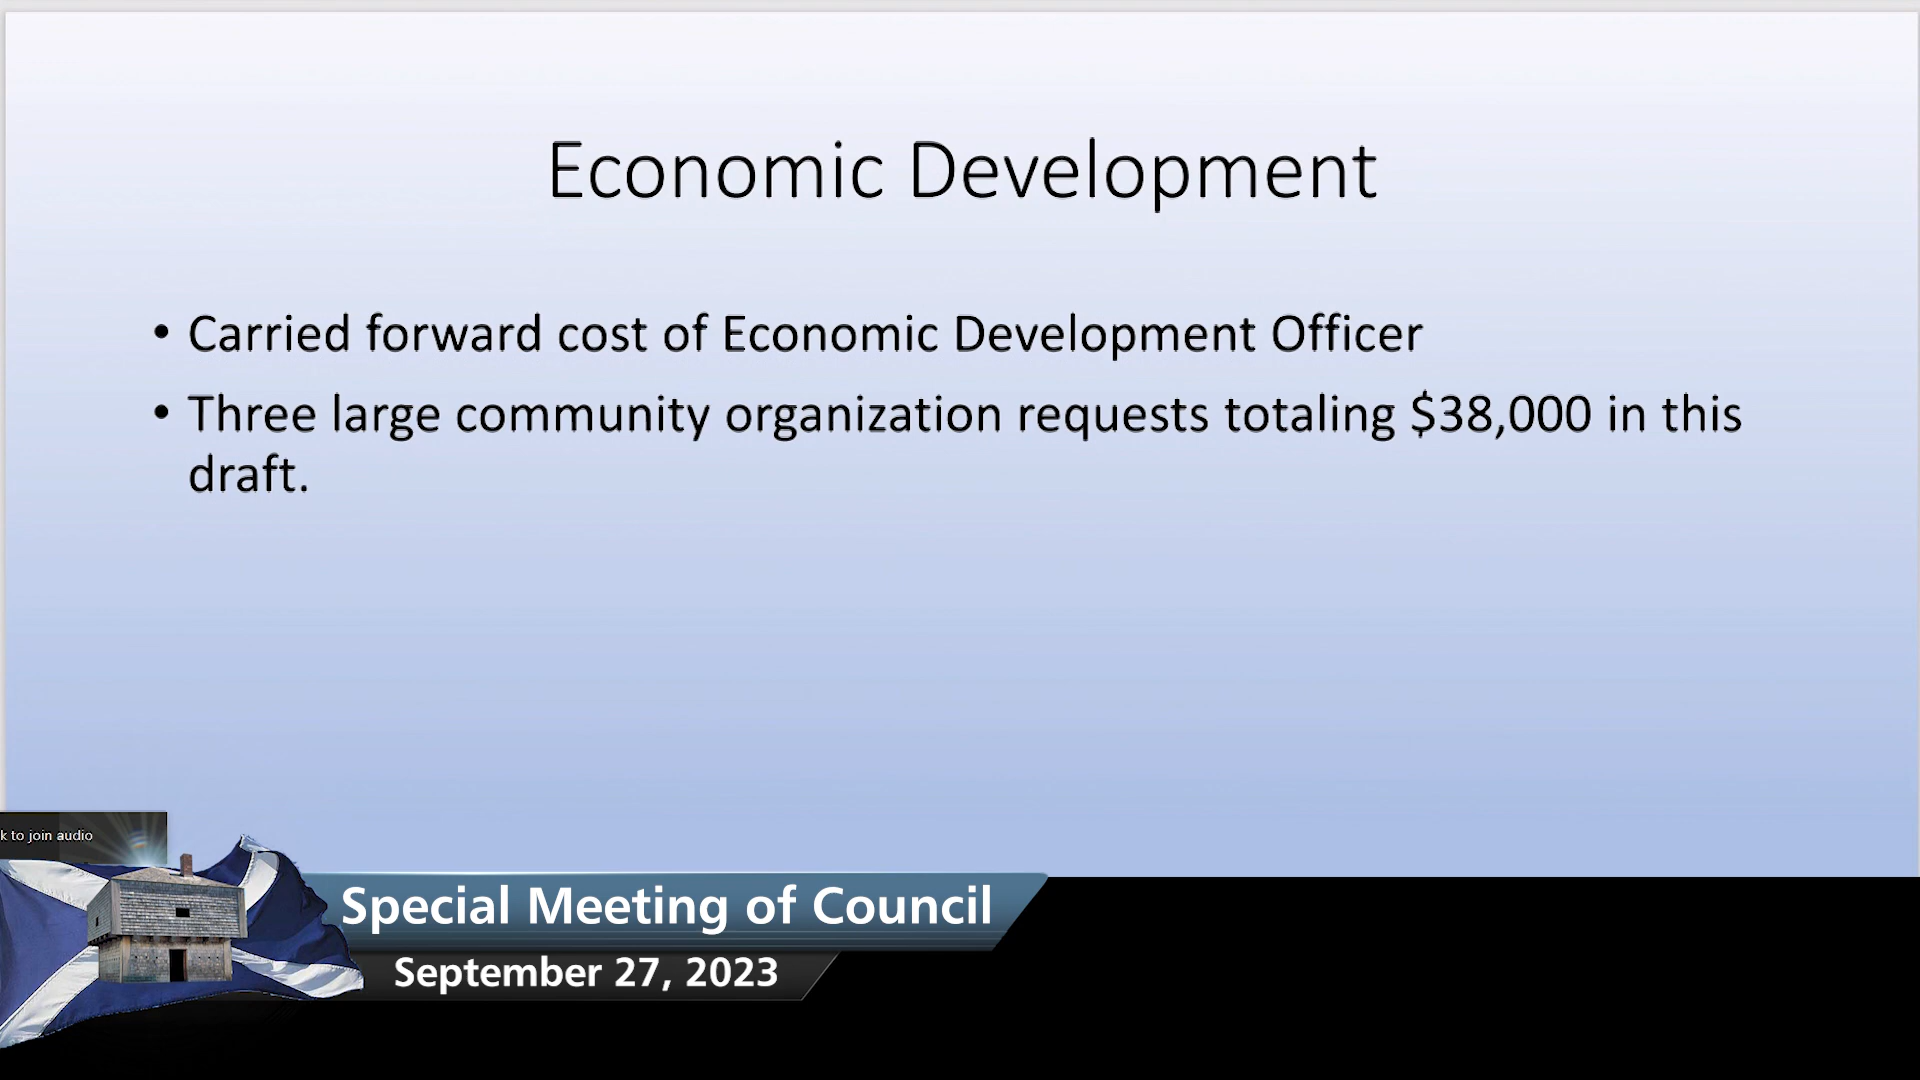 Economic Development
• Carried forward cost of Economic Development Officer
• Three large community organization requests totaling $38,000 in this
draft.
k to join audio
Special Meeting of Council
September 27, 2023